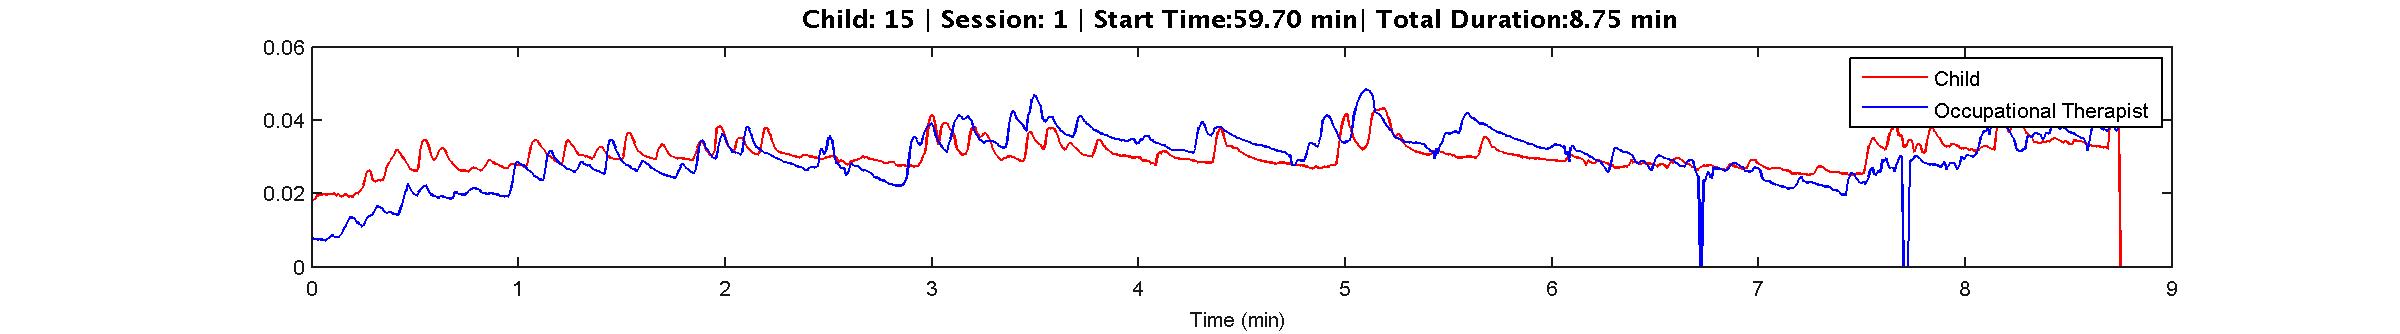 Child: 15 | Session: 1 | Start Time:59.70 min| Total Duration:8.75 min
0.06
0.04
0.02
0
Child
Occupational Therapist
0 1 2 3 4 5 6 7 8 9
Time (min)